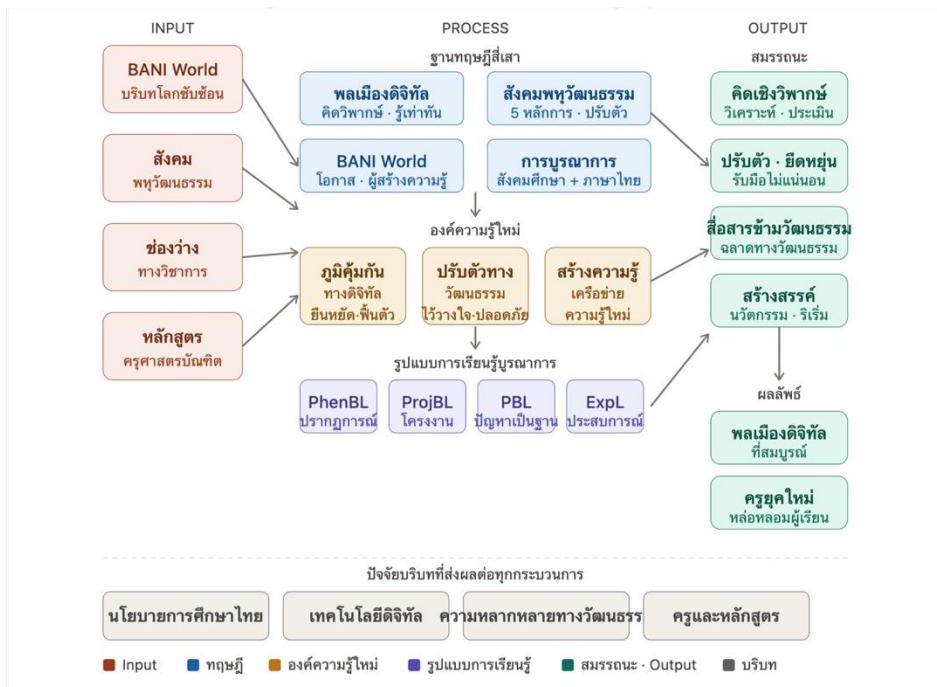 INPUT
PROCESS
OUTPUT
BANI World
บริบทโลกซับซ้อน
สังคม
พหุวัฒนธรรม
ช่องว่าง
ทางวิชาการ
หลักสูตร
ครุศาสตรบัณฑิต
ฐานทฤษฎีสี่เสา
พลเมืองดิจิทัล
คิดวิพากษ์ · รู้เท่าทัน
สังคมพหุวัฒนธรรม
5 หลักการ · ปรับตัว
BANI World
โอกาส · ผู้สร้างความรู้
การบูรณาการ
สังคมศึกษา + ภาษาไทย
องค์ความรู้ใหม่
ภูมิคุ้มกัน
ทางดิจิทัล
ยืนหยัด·ฟื้นตัว
ปรับตัวทาง
วัฒนธรรม
ไว้วางใจ·ปลอดภัย
สร้างความรู้
เครือข่าย
ความรู้ใหม่
รูปแบบการเรียนรู้บูรณาการ
PhenBL
ปรากฏการณ์
ProjBL
โครงงาน
PBL
ปัญหาเป็นฐาน
ExpL
ประสบการณ์
สมรรถนะ
คิดเชิงวิพากษ์
วิเคราะห์ · ประเมิน
ปรับตัว · ยืดหยุ่น
รับมือไม่แน่นอน
สื่อสารข้ามวัฒนธรรม
ฉลาดทางวัฒนธรรม
สร้างสรรค์
นวัตกรรม · ริเริ่ม
ผลลัพธ์
พลเมืองดิจิทัล
ที่สมบูรณ์
ครูยุคใหม่
หล่อหลอมผู้เรียน
ปัจจัยบริบทที่ส่งผลต่อทุกกระบวนการ
นโยบายการศึกษาไทย
เทคโนโลยีดิจิทัล
ความหลากหลายทางวัฒนธรร
ครูและหลักสูตร
Input
ทฤษฎี
องค์ความรู้ใหม่
รูปแบบการเรียนรู้
สมรรถนะ · Output
บริบท